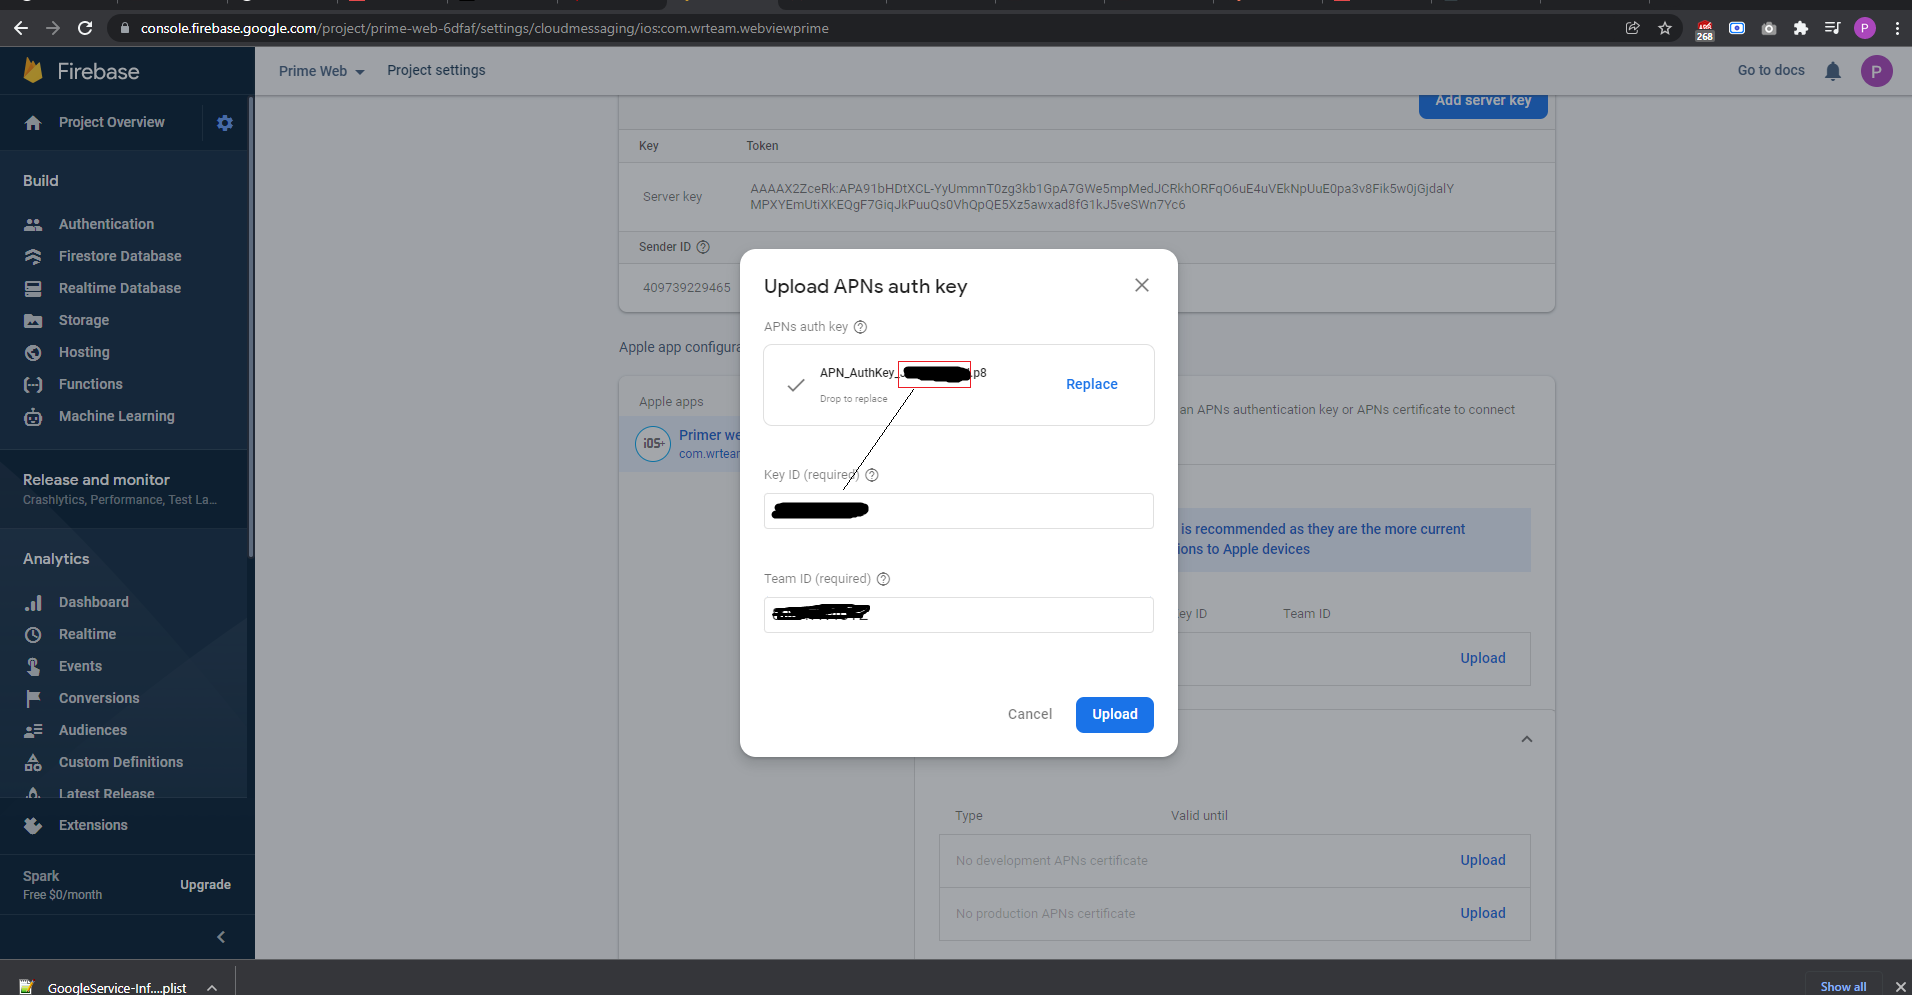 console.firebase.google.com/project/prime-web-6dfaf/settings/cloudmessaging/ios:com.wrteam.webviewprime
268
P
Firebase
Prime Web
Project settings
Go to docs
P
Project Overview
Build
Authentication
Firestore Database
Realtime Database
Storage
Hosting
Functions
Machine Learning
Release and monitor
Crashlytics, Performance, Test La...
Analytics
Dashboard
Realtime
Events
Conversions
Audiences
Custom Definitions
Latest Release
Extensions
Spark
Free $0/month
Upgrade
Add server key
Key Token
Server key
AAAAX2ZceRk:APA91bHDtXCL-YyUmmnT0zg3kb1GpA7GWe5mpMedJCRkhORFqO6uE4uVEkNpUuE0pa3v8Fik5w0jGjdalY
MPXYEmUtiXKEQgF7GiqJkPuuQs0VhQpQE5Xz5awxad8fG1kJ5veSWn7Yc6
Sender ID
409739229465
Apple app configura
Apple apps
iOS+
Primer we
com.wrtean
Upload APNs auth key
APNs auth key
APN_AuthKey_ .p8
Drop to replace
Replace
Key ID (required)
Team ID (required)
Cancel
Upload
an APNs authentication key or APNs certificate to connect
is recommended as they are the more current
ions to Apple devices
ey ID Team ID
Upload
Type Valid until
No development APNs certificate Upload
No production APNs certificate Upload
GoogleService-Inf....plist
Show all